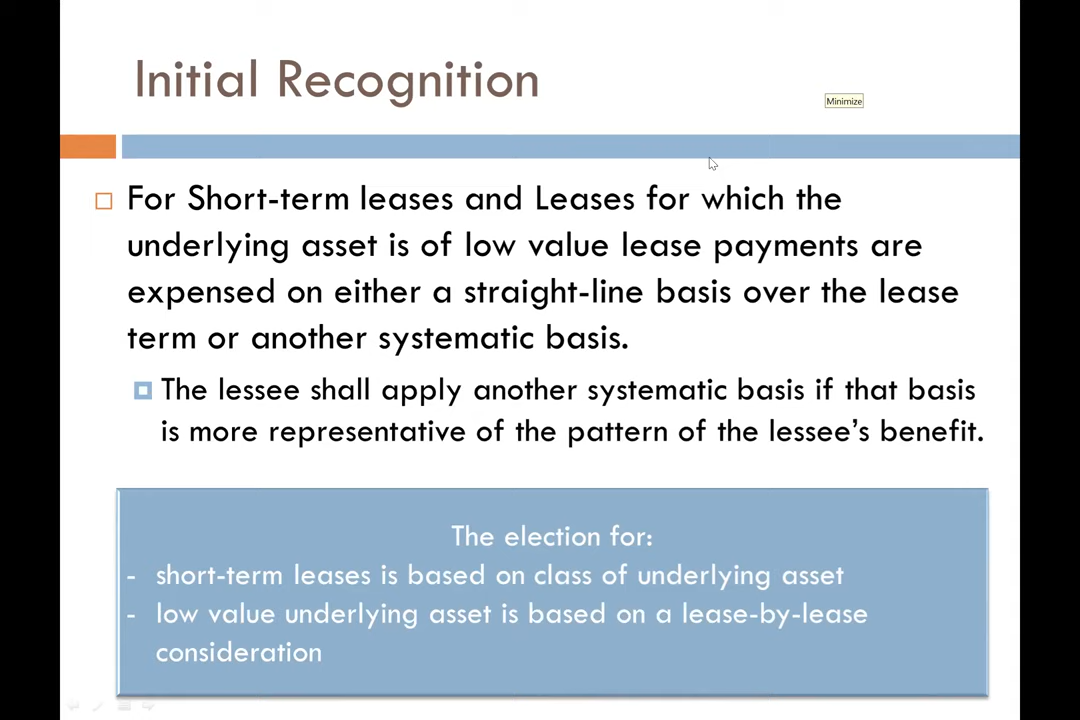 Initial Recognition
Minimize
For Short-term leases and Leases for which the
underlying asset is of low value lease payments are
expensed on either a straight-line basis over the lease
term or another systematic basis.
The lessee shall apply another systematic basis if that basis
is more representative of the pattern of the lessee's benefit.
The election for:
- short-term leases is based on class of underlying asset
- low value underlying asset is based on a lease-by-lease
consideration